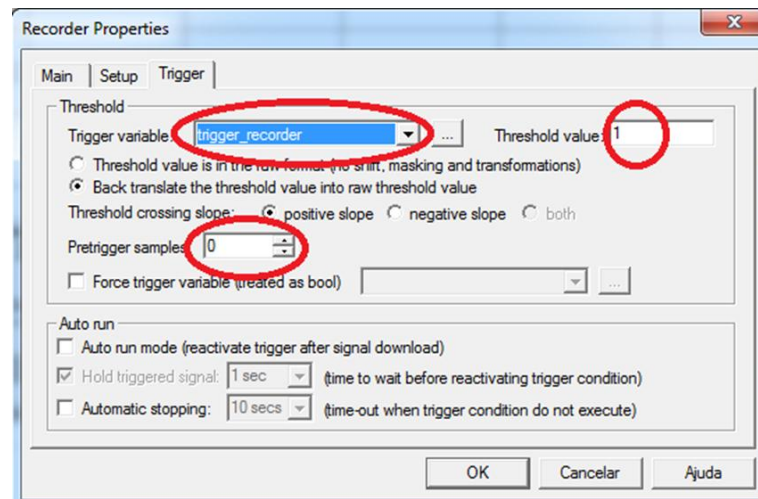 Recorder Properties
Main Setup Trigger
Threshold
Trigger variable: trigger_recorder ... Threshold value: 1
Threshold value is in the raw format (no shift, masking and transformations)
Back translate the threshold value into raw threshold value
Threshold crossing slope: positive slope negative slope both
Pretrigger samples: 0
Force trigger variable (treated as bool) ...
Auto run
Auto run mode (reactivate trigger after signal download)
Hold triggered signal: 1 sec (time to wait before reactivating trigger condition)
Automatic stopping: 10 secs (time-out when trigger condition do not execute)
OK Cancelar Ajuda